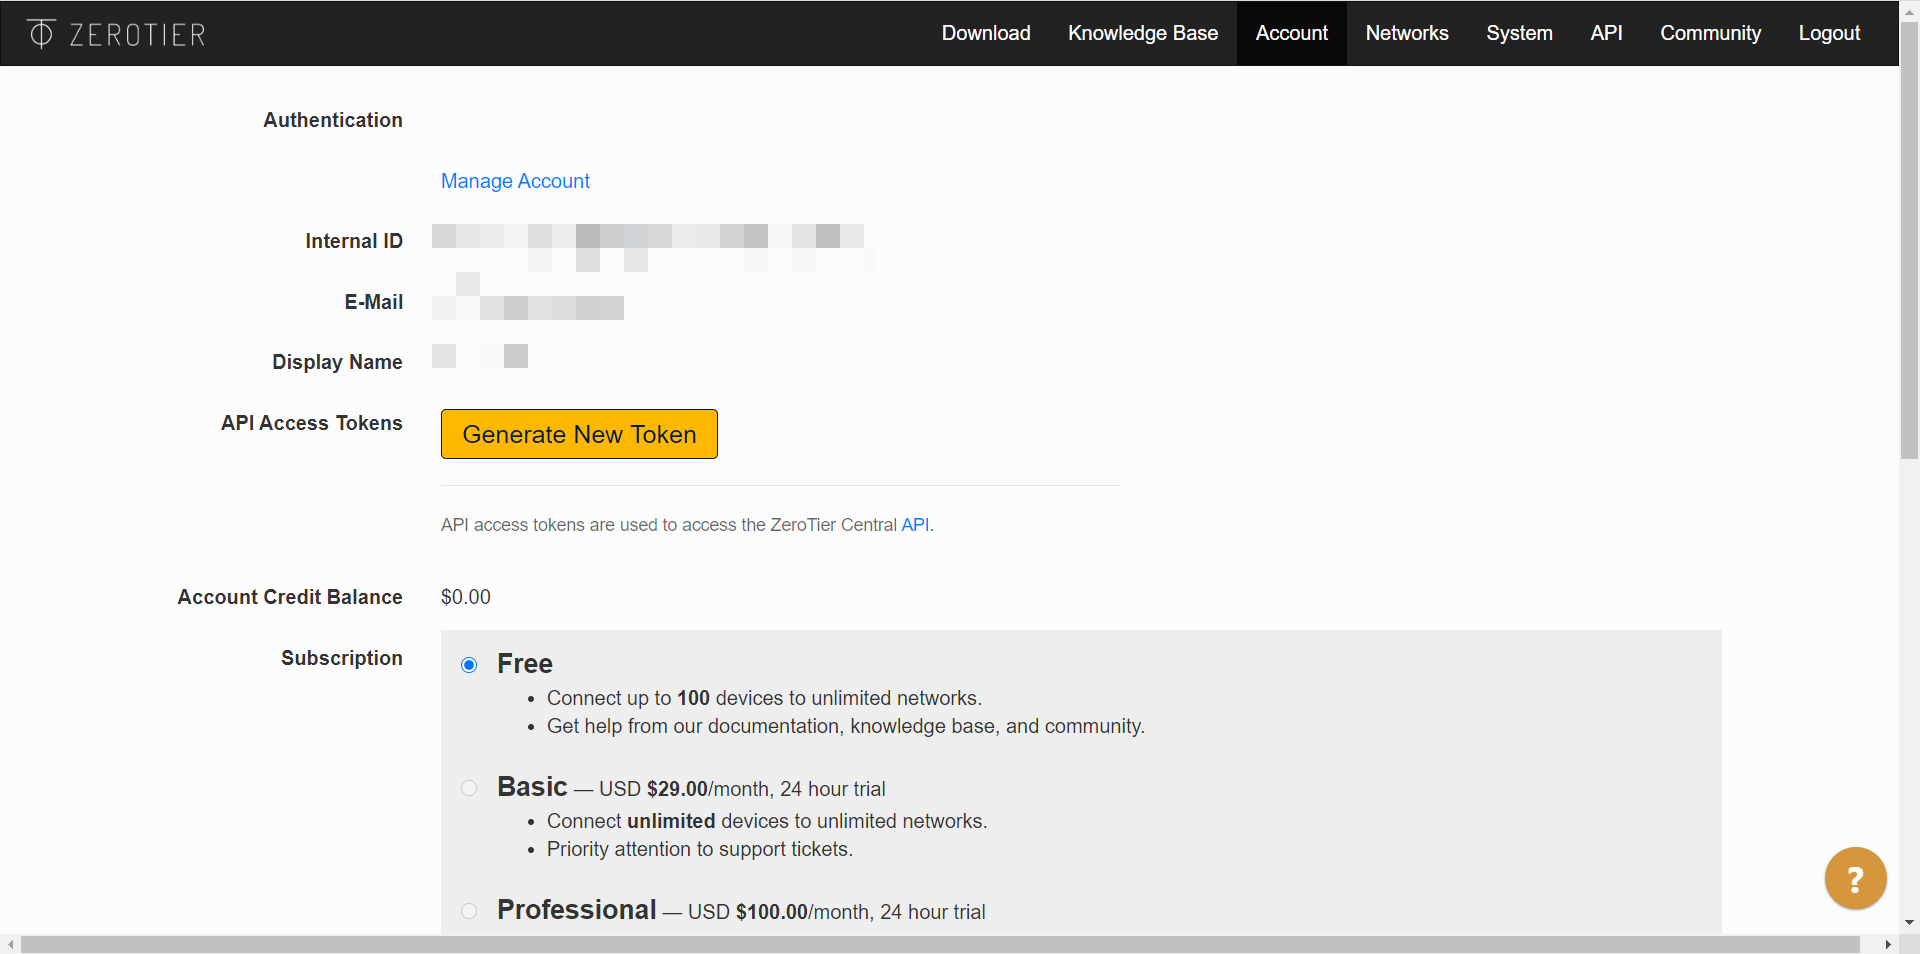 ZEROTIER
Download Knowledge Base Account Networks System API Community Logout
Authentication
Manage Account
Internal ID
E-Mail
Display Name
API Access Tokens
Generate New Token
API access tokens are used to access the ZeroTier Central API.
Account Credit Balance $0.00
Subscription
Free
• Connect up to 100 devices to unlimited networks.
• Get help from our documentation, knowledge base, and community.
Basic — USD $29.00/month, 24 hour trial
• Connect unlimited devices to unlimited networks.
• Priority attention to support tickets.
?
Professional — USD $100.00/month, 24 hour trial